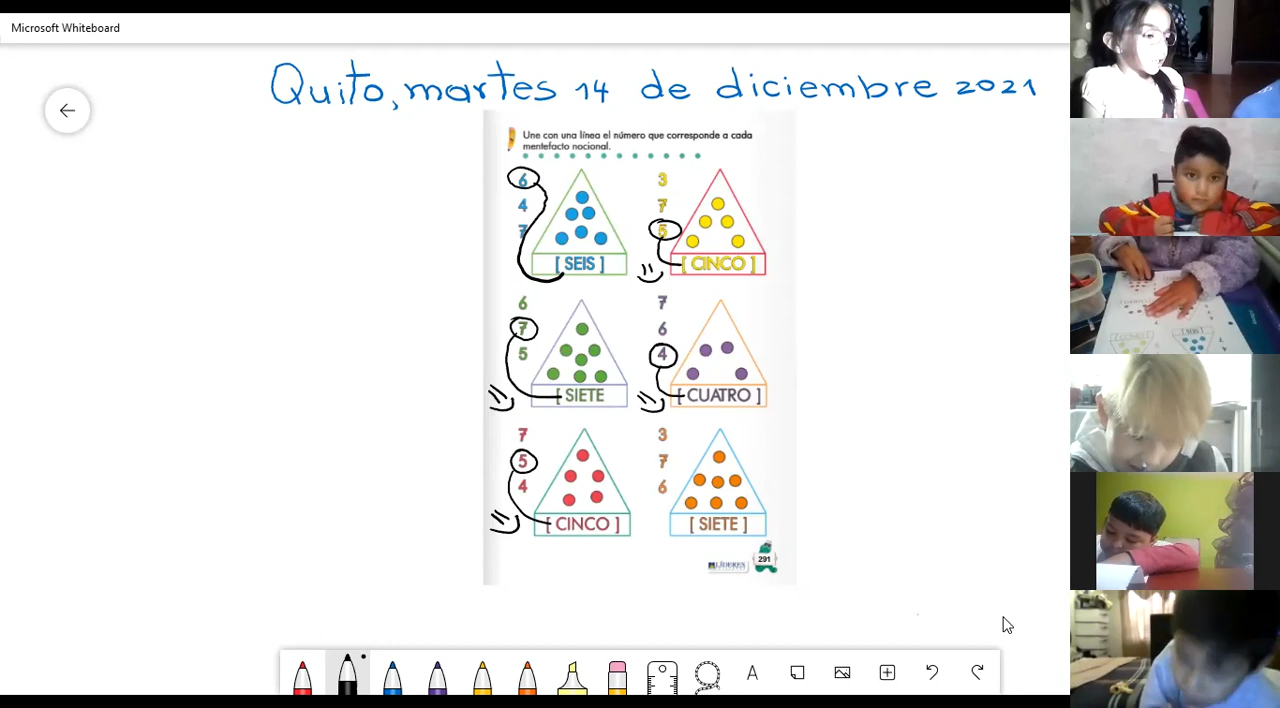 Microsoft Whiteboard
Quito, martes 14 de diciembre 2021
Une con una línea el número que corresponde a cada
mentefacto nocional.
6
4
7
[ SEIS ]
3
7
5
[ CINCO ]
6
7
5
[ SIETE
7
6
4
[ CUATRO ]
7
5
4
[ CINCO ]
3
7
6
[ SIETE ]
LÍDERES
291
A